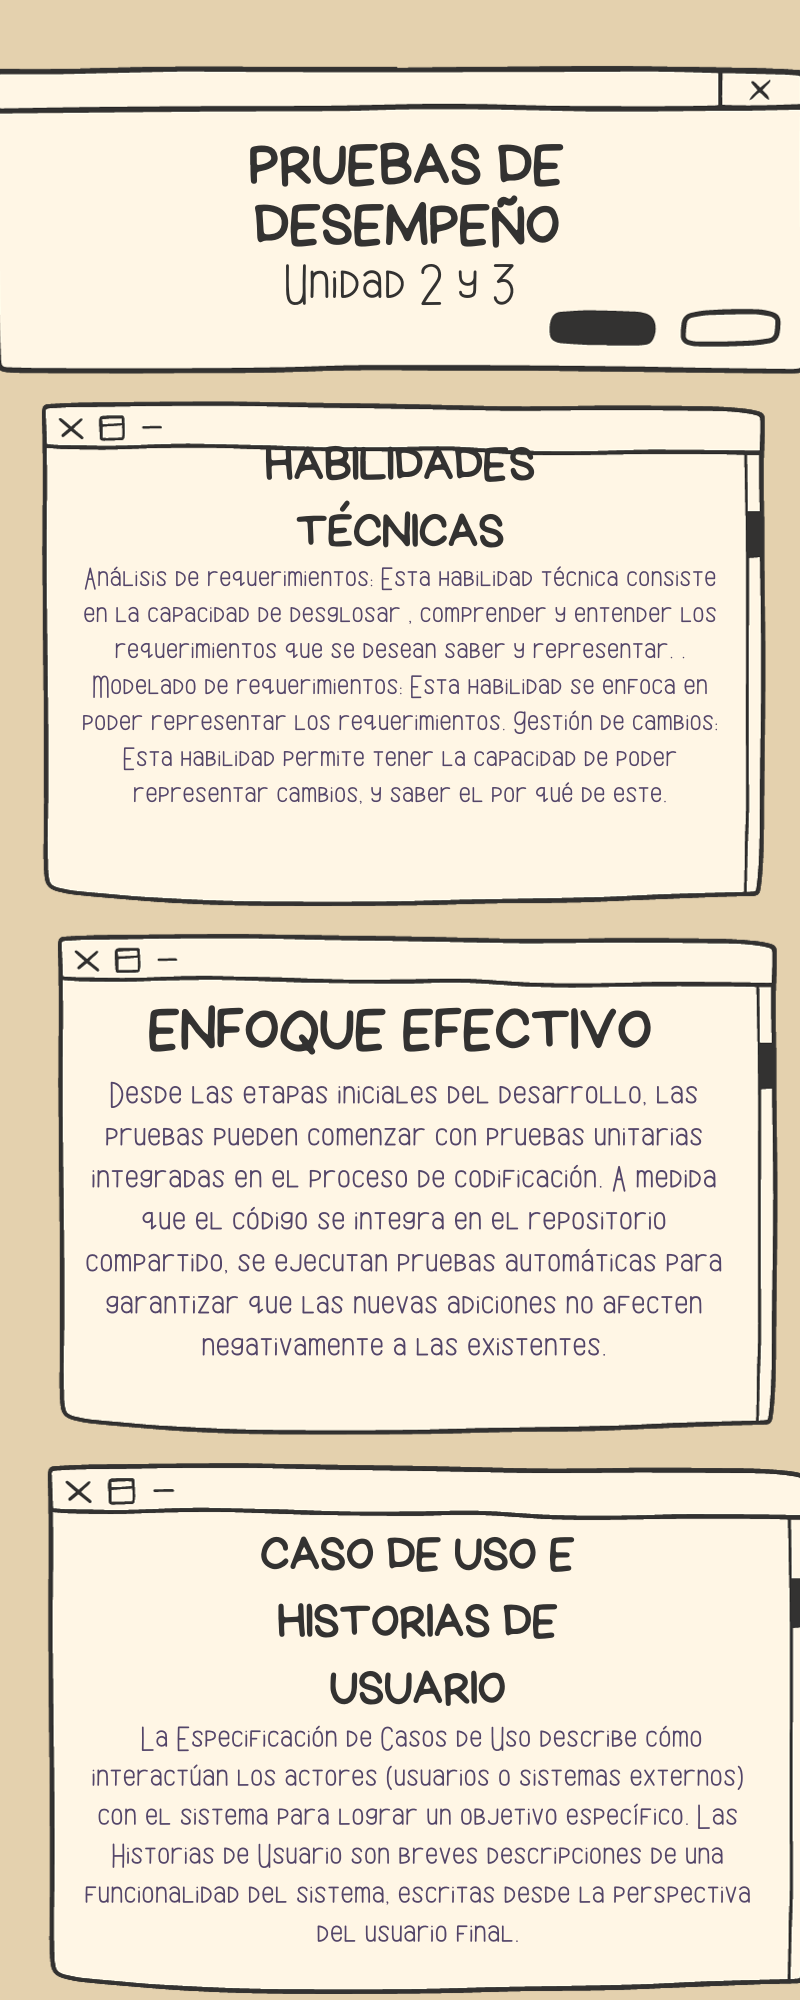 PRUEBAS DE
DESEMPEÑO
Unidad 2 y 3
HABILIDADES
TÉCNICAS
Análisis de requerimientos: Esta habilidad técnica consiste
en la capacidad de desglosar , comprender y entender los
requerimientos que se desean saber y representar. .
Modelado de requerimientos: Esta habilidad se enfoca en
poder representar los requerimientos. Gestión de cambios:
Esta habilidad permite tener la capacidad de poder
representar cambios, y saber el por qué de este.
ENFOQUE EFECTIVO
Desde las etapas iniciales del desarrollo, las
pruebas pueden comenzar con pruebas unitarias
integradas en el proceso de codificación. A medida
que el código se integra en el repositorio
compartido, se ejecutan pruebas automáticas para
garantizar que las nuevas adiciones no afecten
negativamente a las existentes.
CASO DE USO E
HISTORIAS DE
USUARIO
La Especificación de Casos de Uso describe cómo
interactúan los actores (usuarios o sistemas externos)
con el sistema para lograr un objetivo específico. Las
Historias de Usuario son breves descripciones de una
funcionalidad del sistema, escritas desde la perspectiva
del usuario final.